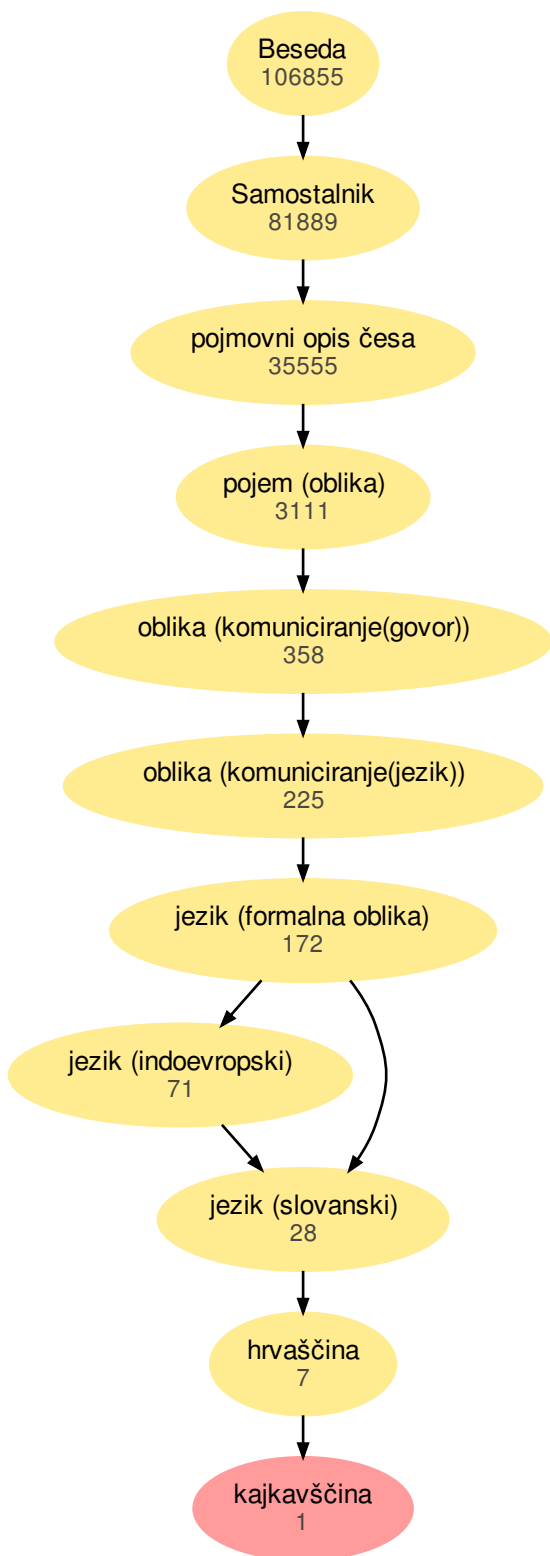 Beseda
106855
Samostalnik
81889
pojmovni opis česa
35555
pojem (oblika)
3111
oblika (komuniciranje(govor))
358
oblika (komuniciranje(jezik))
225
jezik (formalna oblika)
172
jezik (indoevropski)
71
jezik (slovanski)
28
hrvaščina
7
kajkavščina
1